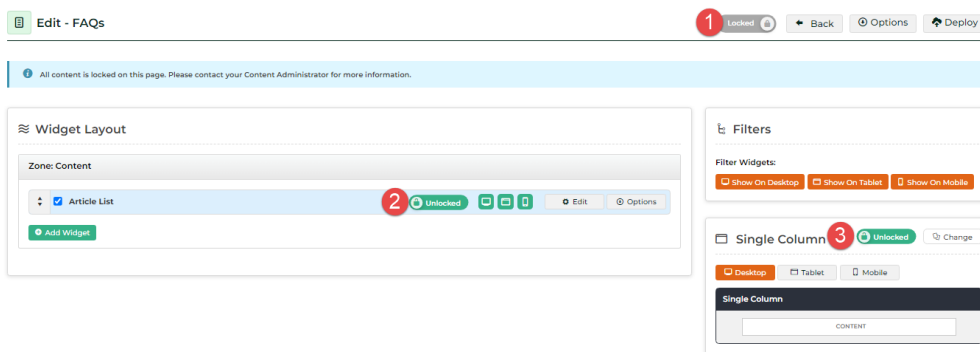 Edit - FAQs
1
Locked
Back
Options
Deploy
All content is locked on this page. Please contact your Content Administrator for more information.
Widget Layout
Zone: Content
Article List
2
Unlocked
Edit
Options
Add Widget
Filters
Filter Widgets:
Show On Desktop
Show On Tablet
Show On Mobile
Single Column
3
Unlocked
Change
Desktop
Tablet
Mobile
Single Column
CONTENT